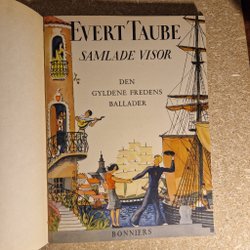 EVERT TAUBE
SAMLADE VISOR
DEN
GYLDENE FREDENS
BALLADER
BONNIERS